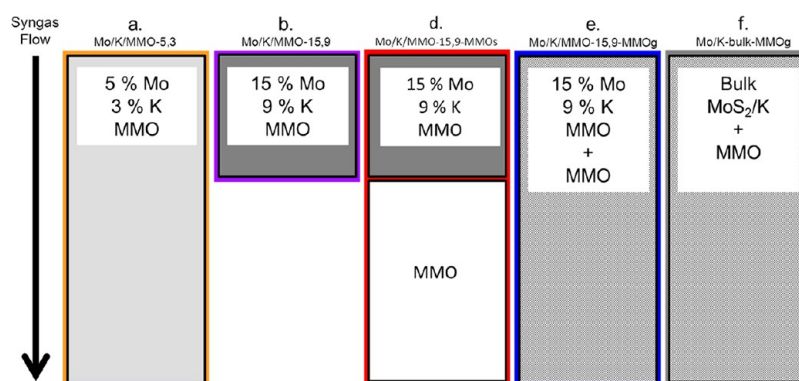 Syngas
Flow
a.
Mo/K/MMO-5,3
5 % Mo
3 % K
MMO
b.
Mo/K/MMO-15,9
15 % Mo
9 % K
MMO
d.
Mo/K/MMO-15,9-MMOs
15 % Mo
9 % K
MMO
MMO
e.
Mo/K/MMO-15,9-MMOg
15 % Mo
9 % K
MMO
+
MMO
f.
Mo/K-bulk-MMOg
Bulk
MoS₂/K
+
MMO